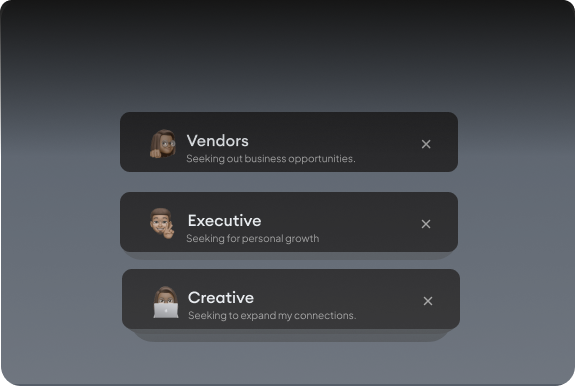 Vendors
Seeking out business opportunities.
Executive
Seeking for personal growth
Creative
Seeking to expand my connections.